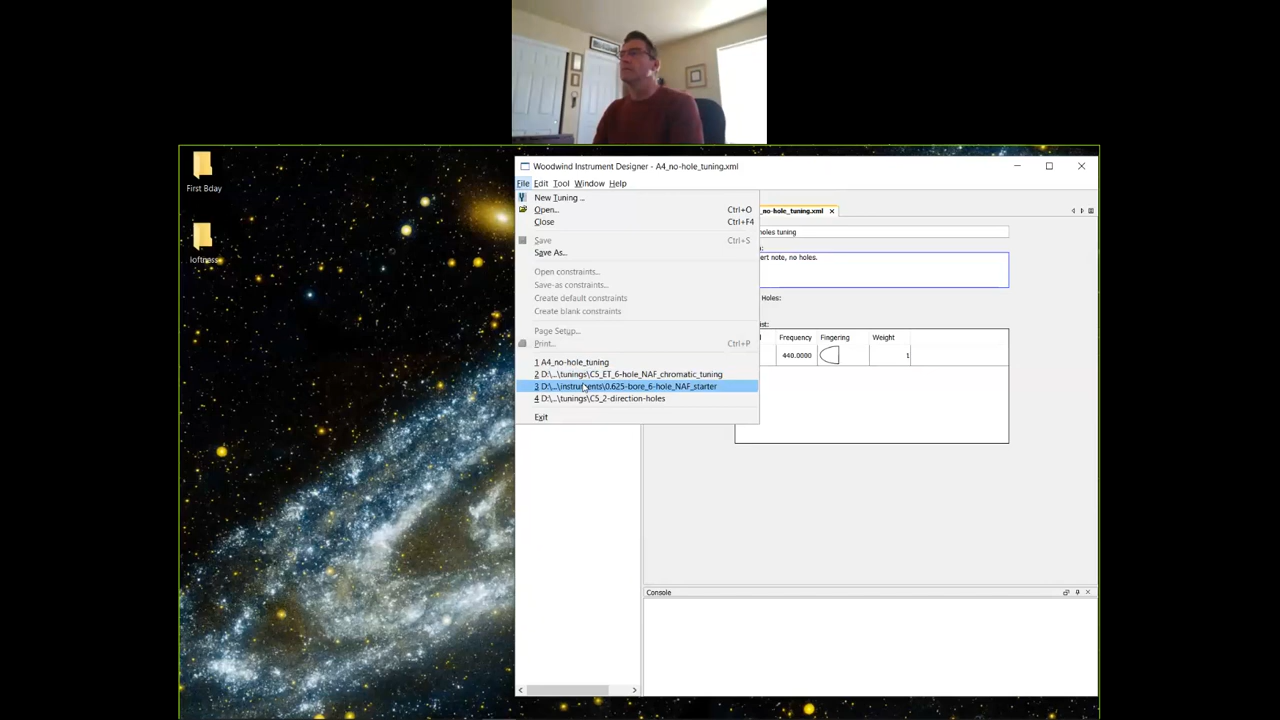 First Bday
loftness
Woodwind Instrument Designer - A4_no-hole_tuning.xml
File Edit Tool Window Help
New Tuning ...
Open... Ctrl+O
Close Ctrl+F4
Save Ctrl+S
Save As...
Open constraints...
Save-as constraints...
Create default constraints
Create blank constraints
Page Setup...
Print... Ctrl+P
1 A4_no-hole_tuning
2 D:\...\tunings\C5_ET_6-hole_NAF_chromatic_tuning
3 D:\...\instruments\0.625-bore_6-hole_NAF_starter
4 D:\...\tunings\C5_2-direction-holes
Exit
_no-hole_tuning.xml
holes tuning
ert note, no holes.
Holes:
ist:
Frequency Fingering Weight
440.0000 1
Console